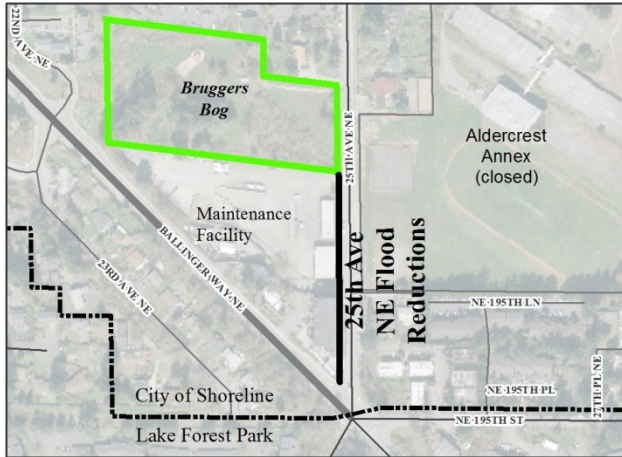 22ND AVE NE
Bruggers
Bog
25TH AVE NE
Aldercrest
Annex
(closed)
Maintenance
Facility
BALLINGER WAY NE
23RD AVE NE
25th Ave
NE Flood
Reductions
NE 195TH LN
City of Shoreline
Lake Forest Park
NE 195TH PL
NE 195TH ST
27TH PL NE